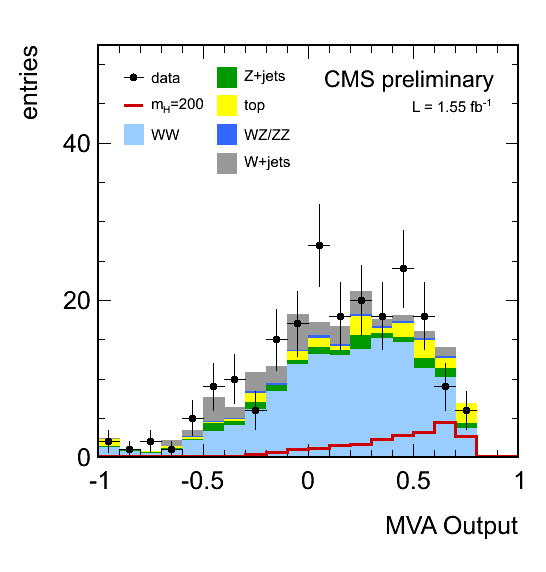 entries
CMS preliminary
L = 1.55 fb⁻¹
data
m_H=200
WW
Z+jets
top
WZ/ZZ
W+jets
40
20
0
-1
-0.5
0
0.5
1
MVA Output